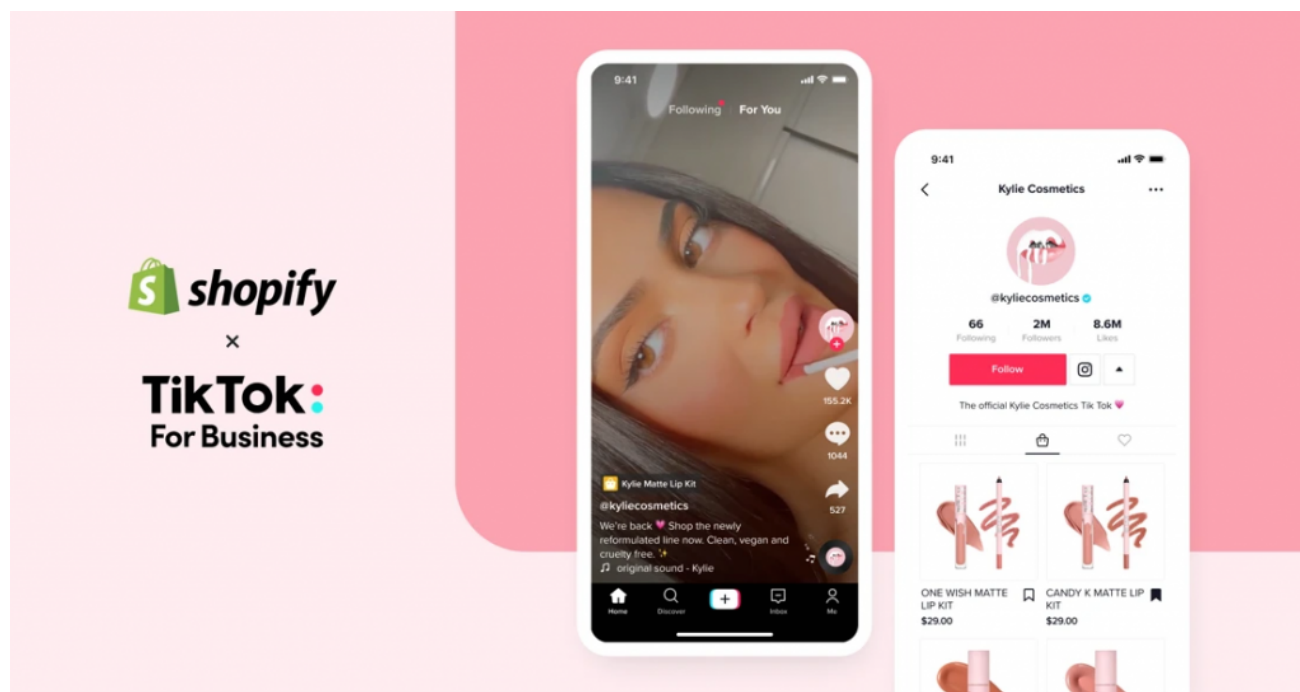 shopify
×
TikTok:
For Business
9:41
Following
For You
155.2K
1044
527
Kylie Matte Lip Kit
@kyliecosmetics
We're back 💗 Shop the newly
reformulated line now. Clean, vegan and
cruelty free. ✨
original sound - Kylie
Home
Discover
Inbox
Me
9:41
Kylie Cosmetics
@kyliecosmetics
66
2M
8.6M
Following
Followers
Likes
Follow
The official Kylie Cosmetics Tik Tok 💗
ONE WISH MATTE
LIP KIT
$29.00
CANDY K MATTE LIP
KIT
$29.00